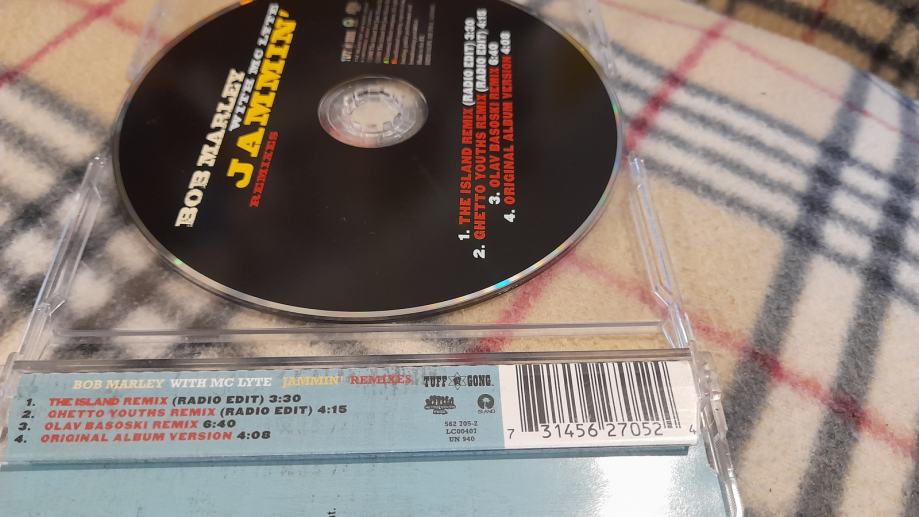 BOB MARLEY
WITH MC LYTE
JAMMIN'
REMIXES
1. THE ISLAND REMIX (RADIO EDIT) 3:30
2. GHETTO YOUTHS REMIX (RADIO EDIT) 4:15
3. OLAV BASOSKI REMIX 6:40
4. ORIGINAL ALBUM VERSION 4:08
BOB MARLEY WITH MC LYTE JAMMIN' REMIXES
1. THE ISLAND REMIX (RADIO EDIT) 3:30
2. GHETTO YOUTHS REMIX (RADIO EDIT) 4:15
3. OLAV BASOSKI REMIX 6:40
4. ORIGINAL ALBUM VERSION 4:08
TUFF GONG
ISLAND
562 705-2
LC00407
UN 940
7 31456 27052 4